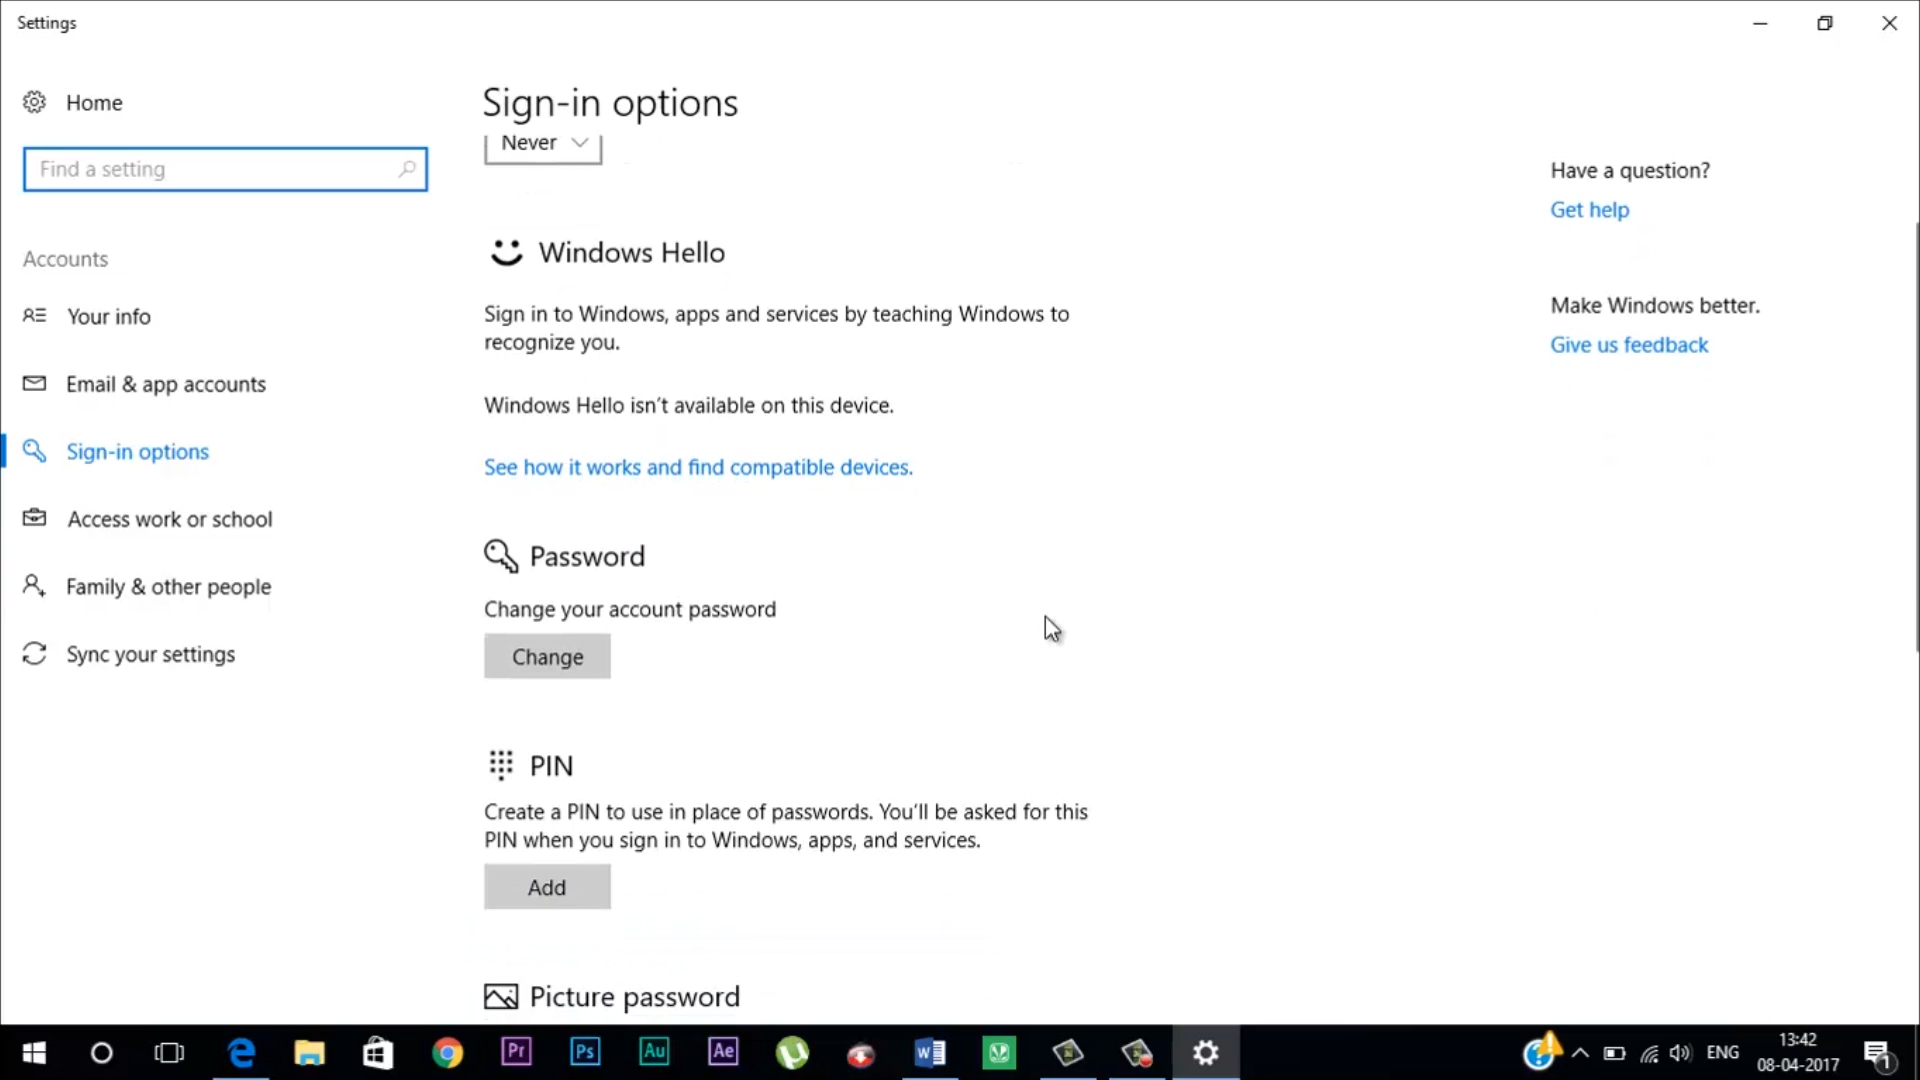 Settings
Home
Find a setting
Accounts
Your info
Email & app accounts
Sign-in options
Access work or school
Family & other people
Sync your settings
Sign-in options
Never
Windows Hello
Sign in to Windows, apps and services by teaching Windows to
recognize you.
Windows Hello isn't available on this device.
See how it works and find compatible devices.
Password
Change your account password
Change
PIN
Create a PIN to use in place of passwords. You'll be asked for this
PIN when you sign in to Windows, apps, and services.
Add
Picture password
Have a question?
Get help
Make Windows better.
Give us feedback
Pr
Ps
Au
Ae
W
ENG
13:42
08-04-2017
1